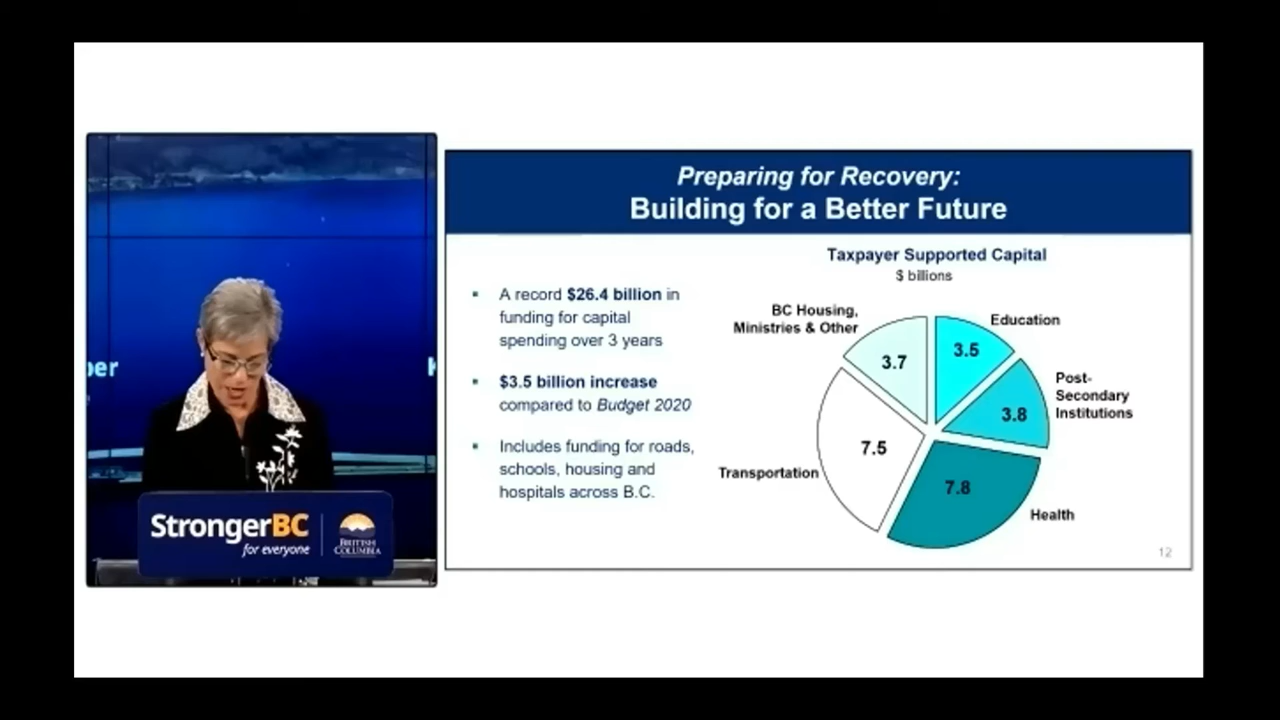 Preparing for Recovery:
Building for a Better Future
A record $26.4 billion in
funding for capital
spending over 3 years
$3.5 billion increase
compared to Budget 2020
Includes funding for roads,
schools, housing and
hospitals across B.C.
Taxpayer Supported Capital
$ billions
BC Housing,
Ministries & Other
3.7
Education
3.5
Post-
Secondary
Institutions
3.8
Transportation
7.5
7.8
Health
12
StrongerBC
for everyone
BRITISH
COLUMBIA